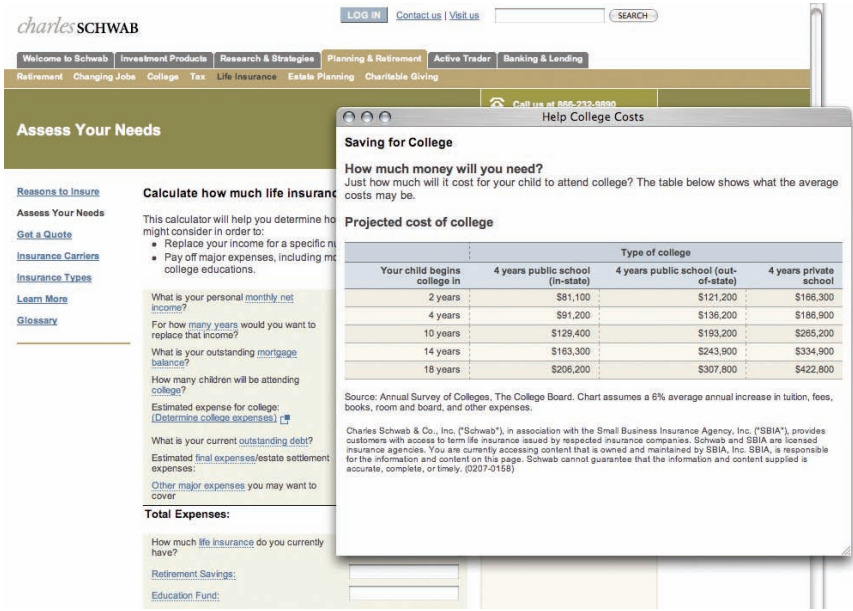 charles SCHWAB
LOG IN Contact us | Visit us SEARCH
Welcome to Schwab Investment Products Research & Strategies Planning & Retirement Active Trader Banking & Lending
Retirement Changing Jobs College Tax Life Insurance Estate Planning Charitable Giving
Call us at 866-232-9890
Assess Your Needs
Reasons to Insure
Assess Your Needs
Get a Quote
Insurance Carriers
Insurance Types
Learn More
Glossary
Calculate how much life insuranc
This calculator will help you determine ho
might consider in order to:
• Replace your income for a specific nu
• Pay off major expenses, including mo
college educations.
What is your personal monthly net
income?
For how many years would you want to
replace that income?
What is your outstanding mortgage
balance?
How many children will be attending
college?
Estimated expense for college:
(Determine college expenses)
What is your current outstanding debt?
Estimated final expenses/estate settlement
expenses:
Other major expenses you may want to
cover
Total Expenses:
How much life insurance do you currently
have?
Retirement Savings:
Education Fund:
Help College Costs
Saving for College
How much money will you need?
Just how much will it cost for your child to attend college? The table below shows what the average
costs may be.
Projected cost of college
Type of college
Your child begins college in 4 years public school (in-state) 4 years public school (out-of-state) 4 years private school
2 years $81,100 $121,200 $166,300
4 years $91,200 $136,200 $186,900
10 years $129,400 $193,200 $265,200
14 years $163,300 $243,900 $334,900
18 years $206,200 $307,800 $422,800
Source: Annual Survey of Colleges, The College Board. Chart assumes a 6% average annual increase in tuition, fees,
books, room and board, and other expenses.
Charles Schwab & Co., Inc. ("Schwab"), in association with the Small Business Insurance Agency, Inc. ("SBIA"), provides
customers with access to term life insurance issued by respected insurance companies. Schwab and SBIA are licensed
insurance agencies. You are currently accessing content that is owned and maintained by SBIA, Inc. SBIA, is responsible
for the information and content on this page. Schwab cannot guarantee that the information and content supplied is
accurate, complete, or timely. (0207-0158)